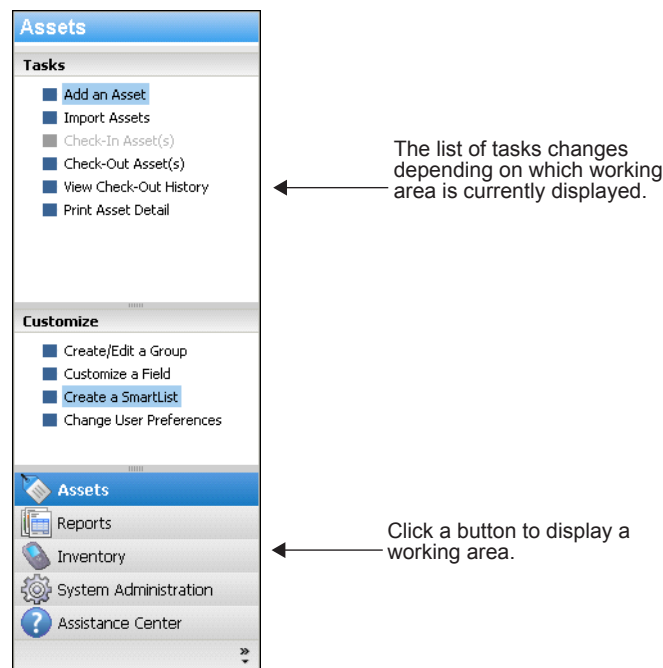 Assets
Tasks
Add an Asset
Import Assets
Check-In Asset(s)
Check-Out Asset(s)
View Check-Out History
Print Asset Detail
The list of tasks changes
depending on which working
area is currently displayed.
Customize
Create/Edit a Group
Customize a Field
Create a SmartList
Change User Preferences
Assets
Reports
Inventory
System Administration
Assistance Center
Click a button to display a
working area.